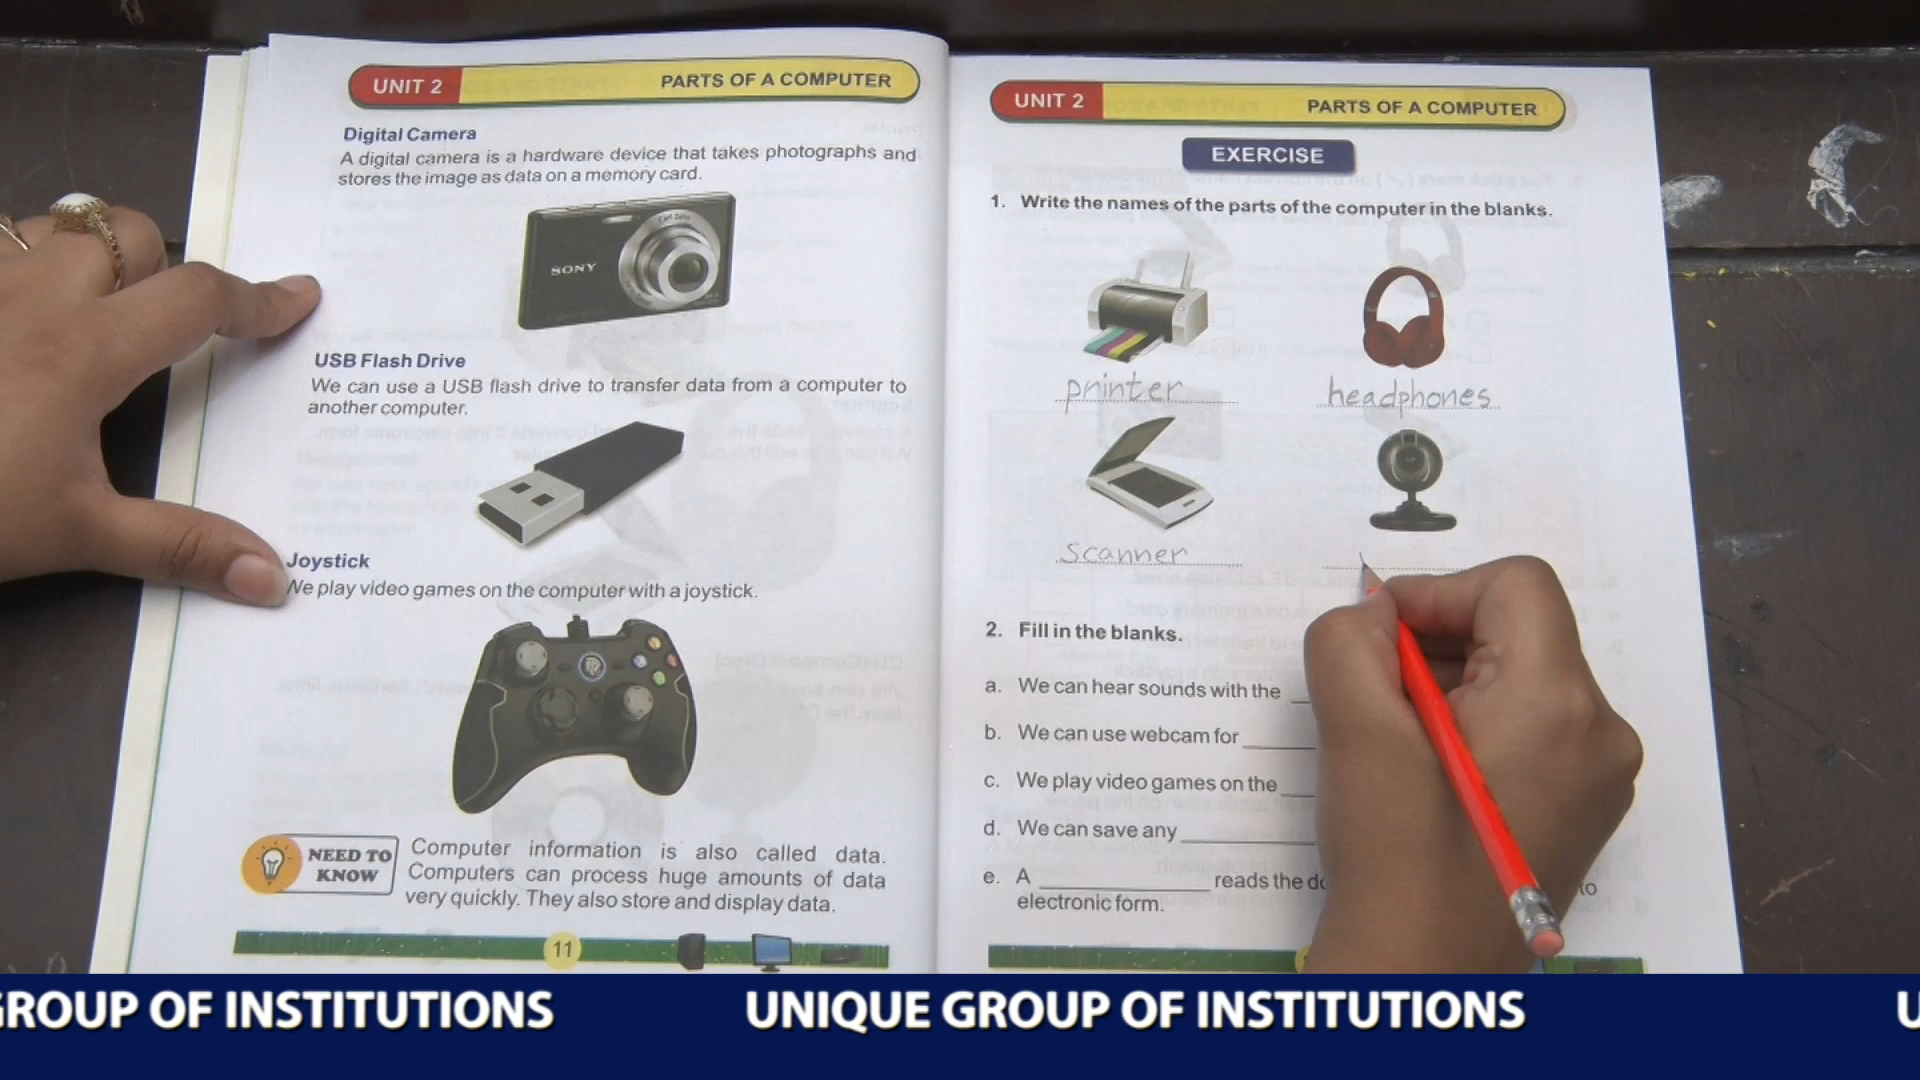 UNIT 2 PARTS OF A COMPUTER
Digital Camera
A digital camera is a hardware device that takes photographs and
stores the image as data on a memory card.
SONY
USB Flash Drive
We can use a USB flash drive to transfer data from a computer to
another computer.
Joystick
We play video games on the computer with a joystick.
NEED TO
KNOW
Computer information is also called data.
Computers can process huge amounts of data
very quickly. They also store and display data.
11
UNIT 2 PARTS OF A COMPUTER
EXERCISE
1. Write the names of the parts of the computer in the blanks.
printer headphones
scanner
2. Fill in the blanks.
a. We can hear sounds with the
b. We can use webcam for
c. We play video games on the
d. We can save any
e. A reads the to
electronic form.
GROUP OF INSTITUTIONS UNIQUE GROUP OF INSTITUTIONS U